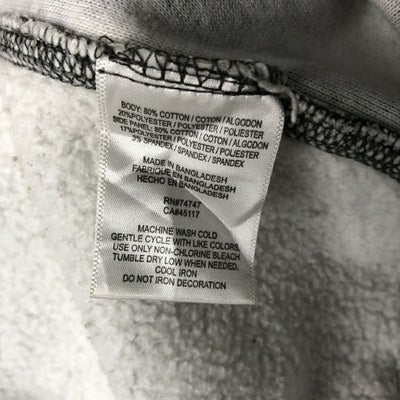 BODY: 80% COTTON / COTON / ALGODON
20%POLYESTER / POLYESTER / POLIESTER
SIDE PANEL: 80% COTTON / COTON / ALGODON
17%POLYESTER / POLYESTER / POLIESTER
3% SPANDEX/ SPANDEX / SPANDEX
MADE IN BANGLADESH
FABRIQUE EN BANGLADESH
HECHO EN BANGLADESH
RN#74747
CA#45117
MACHINE WASH COLD
GENTLE CYCLE WITH LIKE COLORS,
USE ONLY NON-CHLORINE BLEACH
TUMBLE DRY LOW WHEN NEEDED,
COOL IRON
DO NOT IRON DECORATION